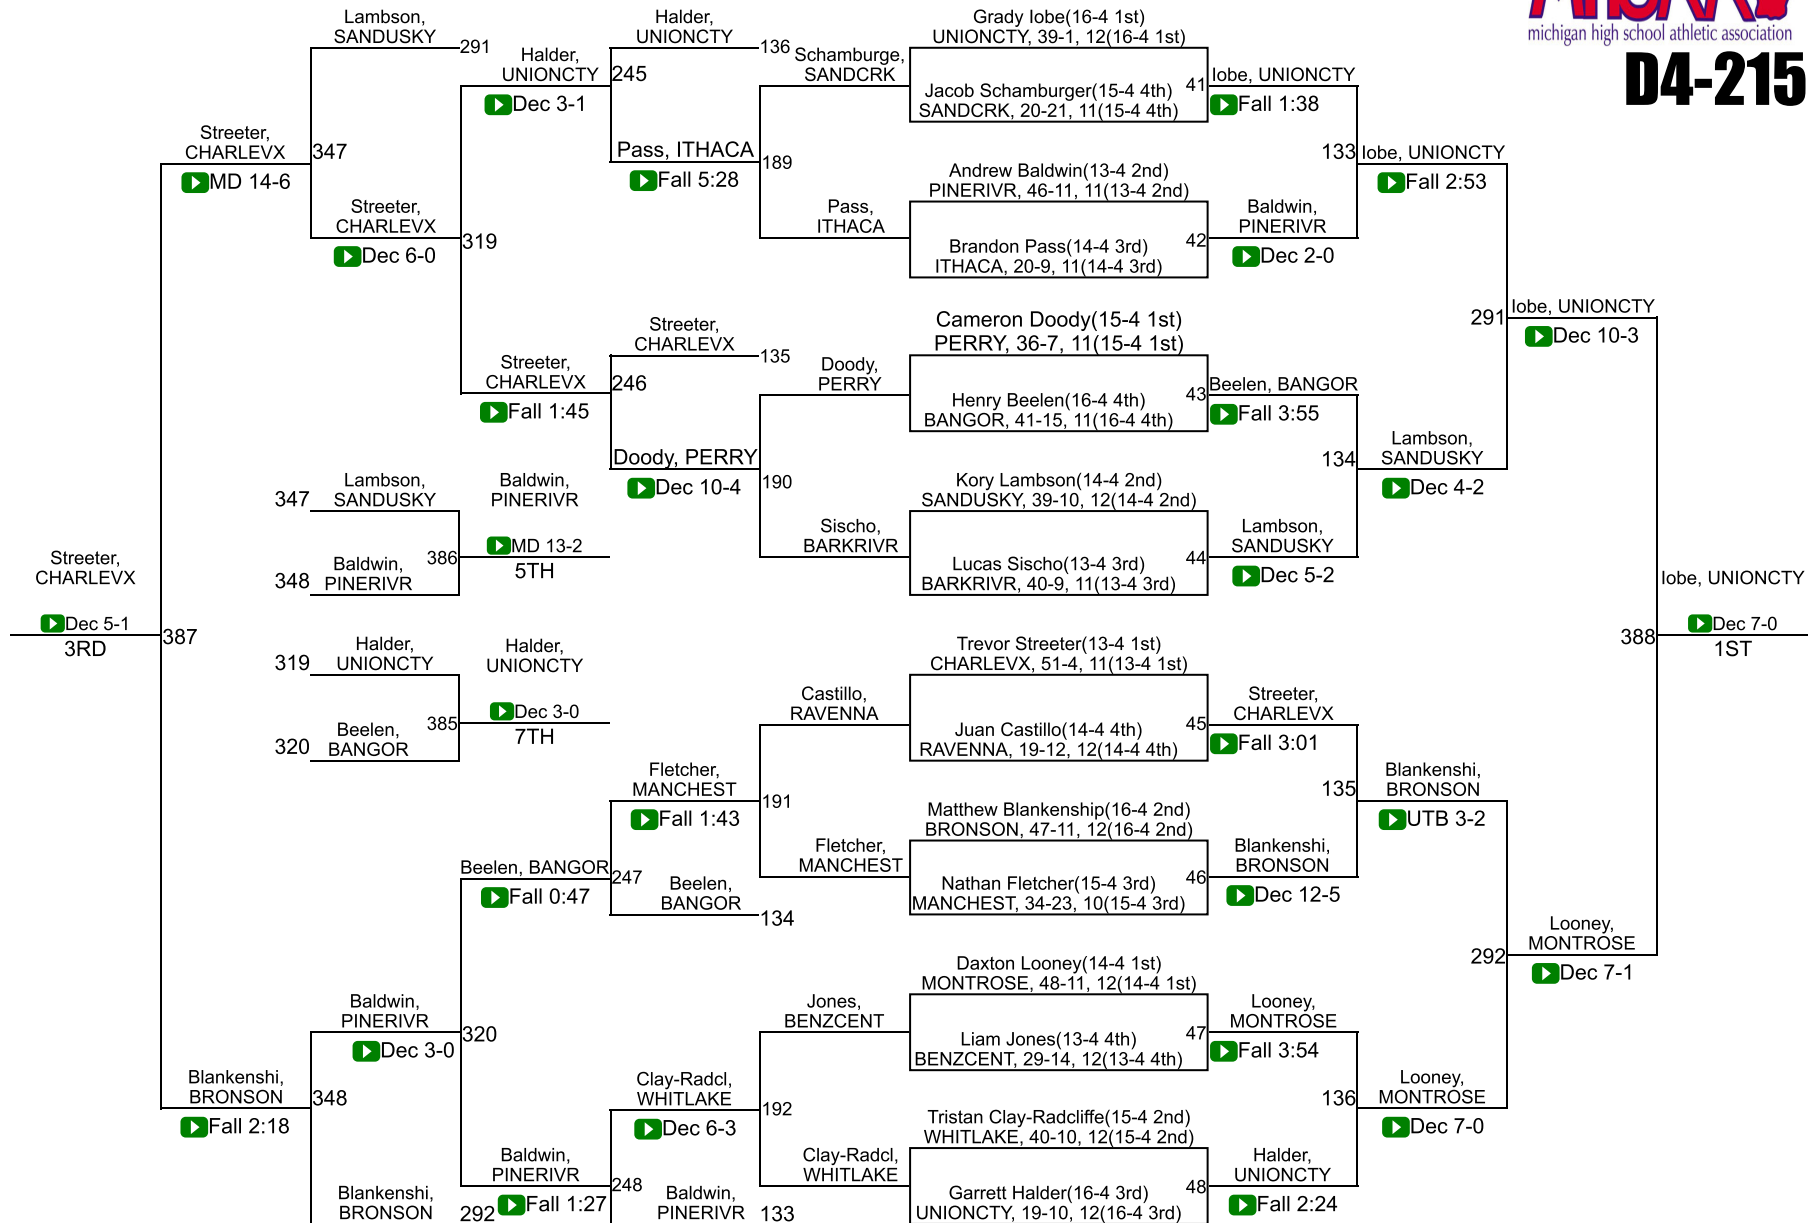 michigan high school athletic association
D4-215
Lambson,
SANDUSKY
291
Halder,
UNIONCTY
Dec 3-1
Halder,
UNIONCTY
136
245
Schamburge,
SANDCRK
Grady Iobe(16-4 1st)
UNIONCTY, 39-1, 12(16-4 1st)
Jacob Schamburger(15-4 4th)
SANDCRK, 20-21, 11(15-4 4th)
41
Iobe, UNIONCTY
Fall 1:38
Streeter,
CHARLEVX
347
MD 14-6
Pass, ITHACA
189
Fall 5:28
Andrew Baldwin(13-4 2nd)
PINERIVR, 46-11, 11(13-4 2nd)
133
Iobe, UNIONCTY
Fall 2:53
Streeter,
CHARLEVX
319
Dec 6-0
Pass,
ITHACA
Brandon Pass(14-4 3rd)
ITHACA, 20-9, 11(14-4 3rd)
42
Baldwin,
PINERIVR
Dec 2-0
Streeter,
CHARLEVX
135
Cameron Doody(15-4 1st)
PERRY, 36-7, 11(15-4 1st)
291
Iobe, UNIONCTY
Dec 10-3
Streeter,
CHARLEVX
246
Fall 1:45
Doody,
PERRY
Henry Beelen(16-4 4th)
BANGOR, 41-15, 11(16-4 4th)
43
Beelen, BANGOR
Fall 3:55
Doody, PERRY
190
Dec 10-4
Kory Lambson(14-4 2nd)
SANDUSKY, 39-10, 12(14-4 2nd)
134
Lambson,
SANDUSKY
Dec 4-2
347
Lambson,
SANDUSKY
Baldwin,
PINERIVR
386
MD 13-2
5TH
348
Baldwin,
PINERIVR
Sischo,
BARKRIVR
Lucas Sischo(13-4 3rd)
BARKRIVR, 40-9, 11(13-4 3rd)
44
Lambson,
SANDUSKY
Dec 5-2
Streeter,
CHARLEVX
Dec 5-1
3RD
387
Iobe, UNIONCTY
388
Dec 7-0
1ST
319
Halder,
UNIONCTY
Halder,
UNIONCTY
385
Dec 3-0
7TH
320
Beelen,
BANGOR
Trevor Streeter(13-4 1st)
CHARLEVX, 51-4, 11(13-4 1st)
Castillo,
RAVENNA
Juan Castillo(14-4 4th)
RAVENNA, 19-12, 12(14-4 4th)
45
Streeter,
CHARLEVX
Fall 3:01
Fletcher,
MANCHEST
191
Fall 1:43
Matthew Blankenship(16-4 2nd)
BRONSON, 47-11, 12(16-4 2nd)
135
Blankenshi,
BRONSON
UTB 3-2
Beelen, BANGOR
247
Fall 0:47
Beelen,
BANGOR
134
Fletcher,
MANCHEST
Nathan Fletcher(15-4 3rd)
MANCHEST, 34-23, 10(15-4 3rd)
46
Blankenshi,
BRONSON
Dec 12-5
Daxton Looney(14-4 1st)
MONTROSE, 48-11, 12(14-4 1st)
292
Looney,
MONTROSE
Dec 7-1
Baldwin,
PINERIVR
320
Dec 3-0
Jones,
BENZCENT
Liam Jones(13-4 4th)
BENZCENT, 29-14, 12(13-4 4th)
47
Looney,
MONTROSE
Fall 3:54
Blankenshi,
BRONSON
348
Fall 2:18
Clay-Radcl,
WHITLAKE
192
Dec 6-3
Tristan Clay-Radcliffe(15-4 2nd)
WHITLAKE, 40-10, 12(15-4 2nd)
136
Looney,
MONTROSE
Dec 7-0
Blankenshi,
BRONSON
292
Baldwin,
PINERIVR
248
Fall 1:27
Baldwin,
PINERIVR
133
Clay-Radcl,
WHITLAKE
Garrett Halder(16-4 3rd)
UNIONCTY, 19-10, 12(16-4 3rd)
48
Halder,
UNIONCTY
Fall 2:24